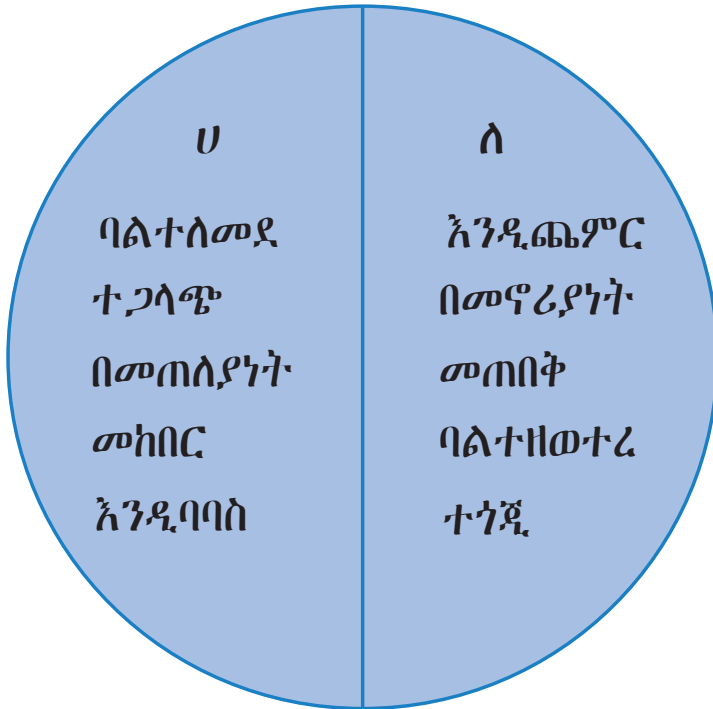 ሀ
ባልተለመደ
ተጋላጭ
በመጠለያነት
መከበር
እንዲባባስ
ለ
እንዲጨምር
በመኖሪያነት
መጠበቅ
ባልተዘወተረ
ተጎጂ